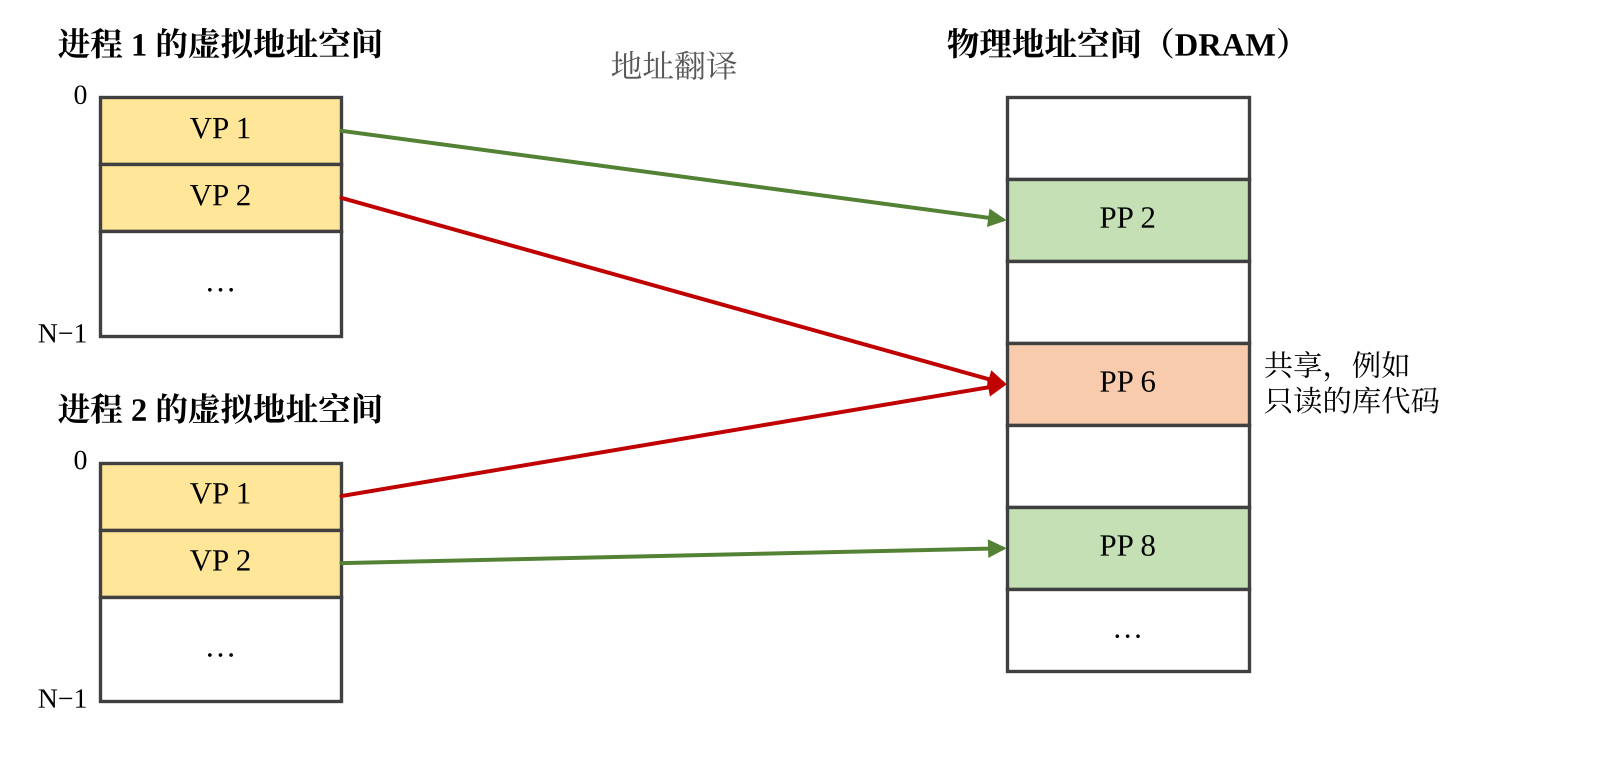 进程 1 的虚拟地址空间
0
VP 1
VP 2
…
N−1
地址翻译
进程 2 的虚拟地址空间
0
VP 1
VP 2
…
N−1
物理地址空间（DRAM）
PP 2
PP 6
共享，例如
只读的库代码
PP 8
…